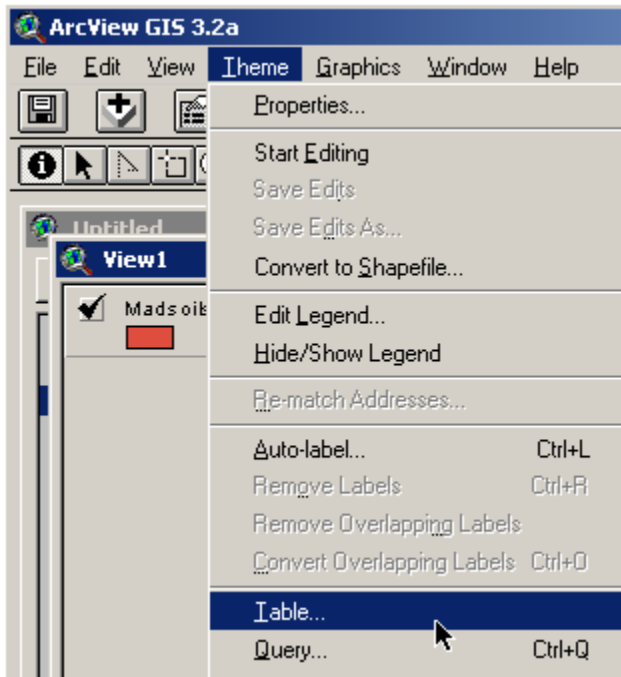 ArcView GIS 3.2a
File Edit View Theme Graphics Window Help
Properties...
Start Editing
Save Edits
Save Edits As...
Convert to Shapefile...
Edit Legend...
Hide/Show Legend
Re-match Addresses...
Auto-label... Ctrl+L
Remove Labels Ctrl+R
Remove Overlapping Labels
Convert Overlapping Labels Ctrl+O
Table...
Query... Ctrl+Q
Untitled
View1
Madsoils